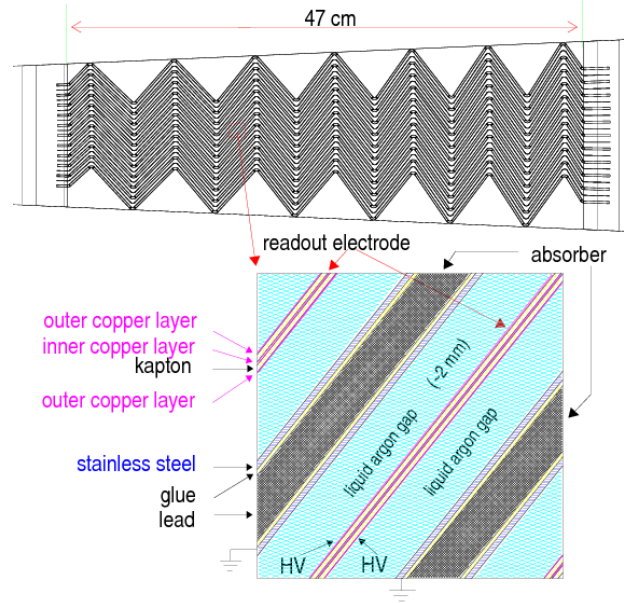 47 cm
readout electrode
absorber
outer copper layer
inner copper layer
kapton
outer copper layer
(~2 mm)
liquid argon gap
liquid argon gap
stainless steel
glue
lead
HV
HV